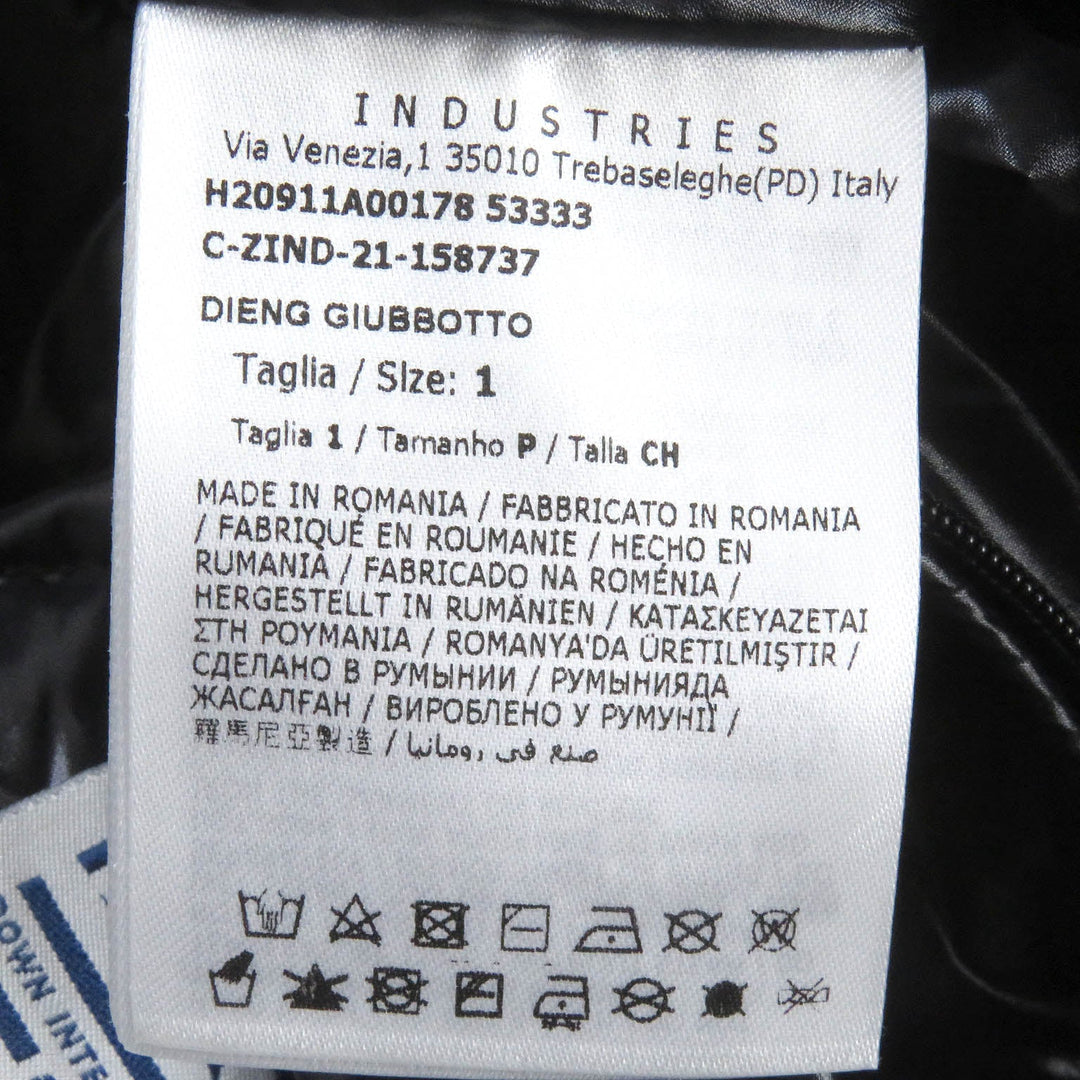 INDUSTRIES
Via Venezia,1 35010 Trebaseleghe(PD) Italy
H20911A00178 53333
C-ZIND-21-158737
DIENG GIUBBOTTO
Taglia / Size: 1
Taglia 1 / Tamanho P / Talla CH
MADE IN ROMANIA / FABBRICATO IN ROMANIA
/ FABRIQUÉ EN ROUMANIE / HECHO EN
RUMANIA / FABRICADO NA ROMÉNIA /
HERGESTELLT IN RUMÄNIEN / ΚΑΤΑΣΚΕΥΑΖΕΤΑΙ
ΣΤΗ ΡΟΥΜΑΝΙΑ / ROMANYA'DA ÜRETILMIŞTIR /
СДЕЛАНО В РУМЫНИИ / РУМЫНИЯДА
ЖАСАЛҒАН / ВИРОБЛЕНО У РУМУНІЇ /
羅馬尼亞製造 / صنع في رومانيا
OWN INTE